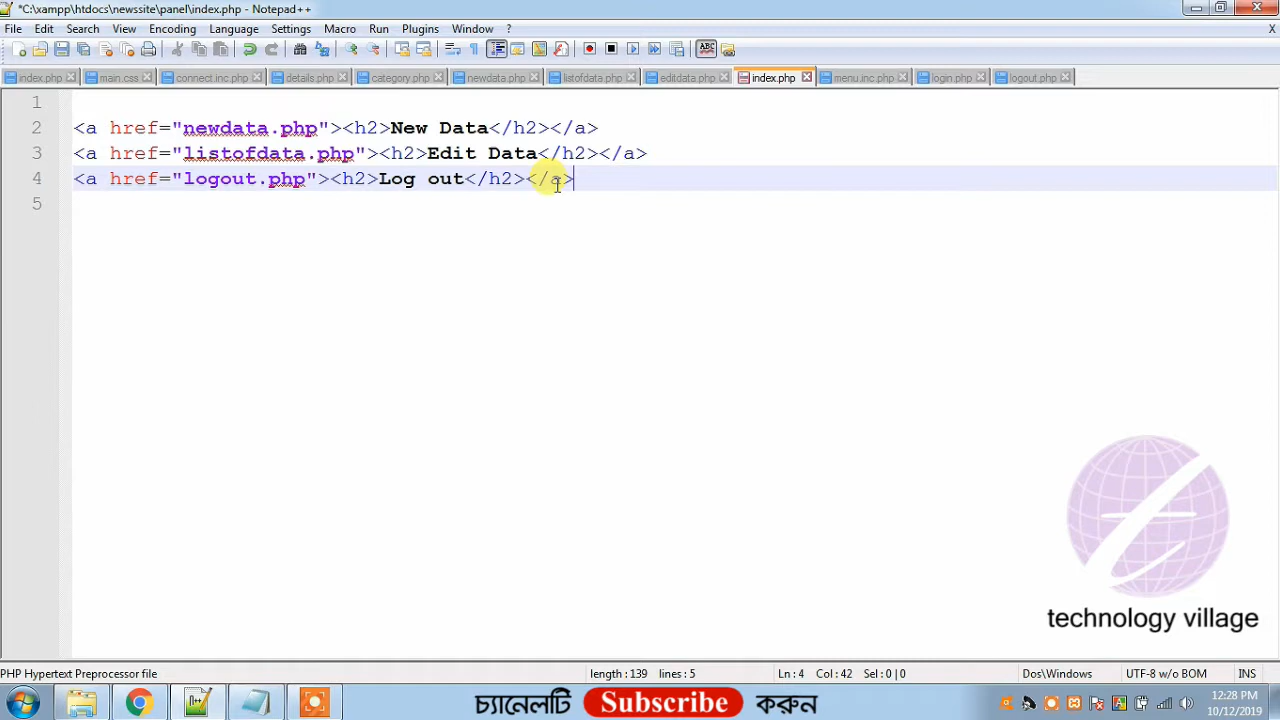 *C:\xampp\htdocs\newssite\panel\index.php - Notepad++
File Edit Search View Encoding Language Settings Macro Run Plugins Window ? X
index.php main.css connect.inc.php details.php category.php newdata.php listofdata.php editdata.php index.php menu.inc.php login.php logout.php
1
2 <a href="newdata.php"><h2>New Data</h2></a>
3 <a href="listofdata.php"><h2>Edit Data</h2></a>
4 <a href="logout.php"><h2>Log out</h2></a>
5
technology village
PHP Hypertext Preprocessor file length : 139 lines : 5 Ln : 4 Col : 42 Sel : 0 | 0 Dos\Windows UTF-8 w/o BOM INS
চ্যানেলটি Subscribe করুন
12:28 PM
10/12/2019